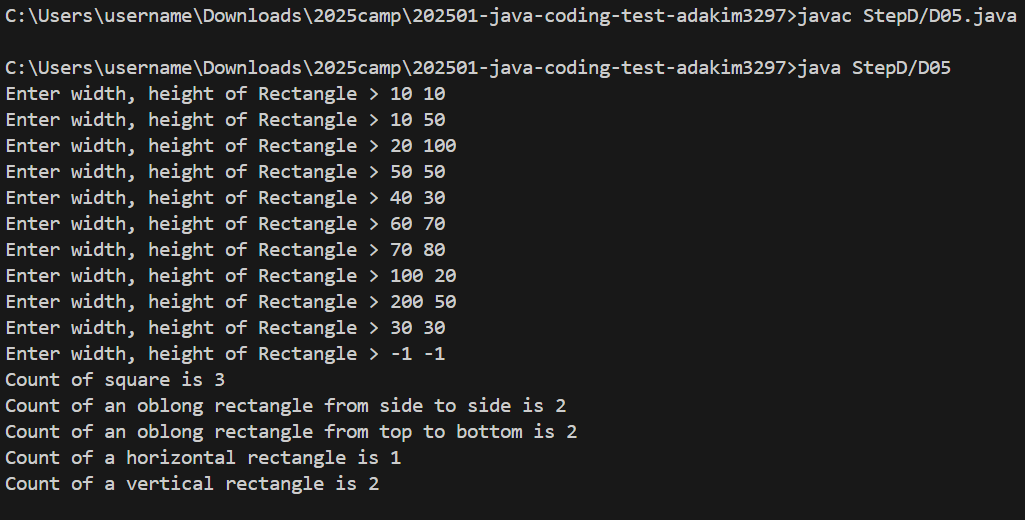 C:\Users\username\Downloads\2025camp\202501-java-coding-test-adakim3297>javac StepD/D05.java
C:\Users\username\Downloads\2025camp\202501-java-coding-test-adakim3297>java StepD/D05
Enter width, height of Rectangle > 10 10
Enter width, height of Rectangle > 10 50
Enter width, height of Rectangle > 20 100
Enter width, height of Rectangle > 50 50
Enter width, height of Rectangle > 40 30
Enter width, height of Rectangle > 60 70
Enter width, height of Rectangle > 70 80
Enter width, height of Rectangle > 100 20
Enter width, height of Rectangle > 200 50
Enter width, height of Rectangle > 30 30
Enter width, height of Rectangle > -1 -1
Count of square is 3
Count of an oblong rectangle from side to side is 2
Count of an oblong rectangle from top to bottom is 2
Count of a horizontal rectangle is 1
Count of a vertical rectangle is 2